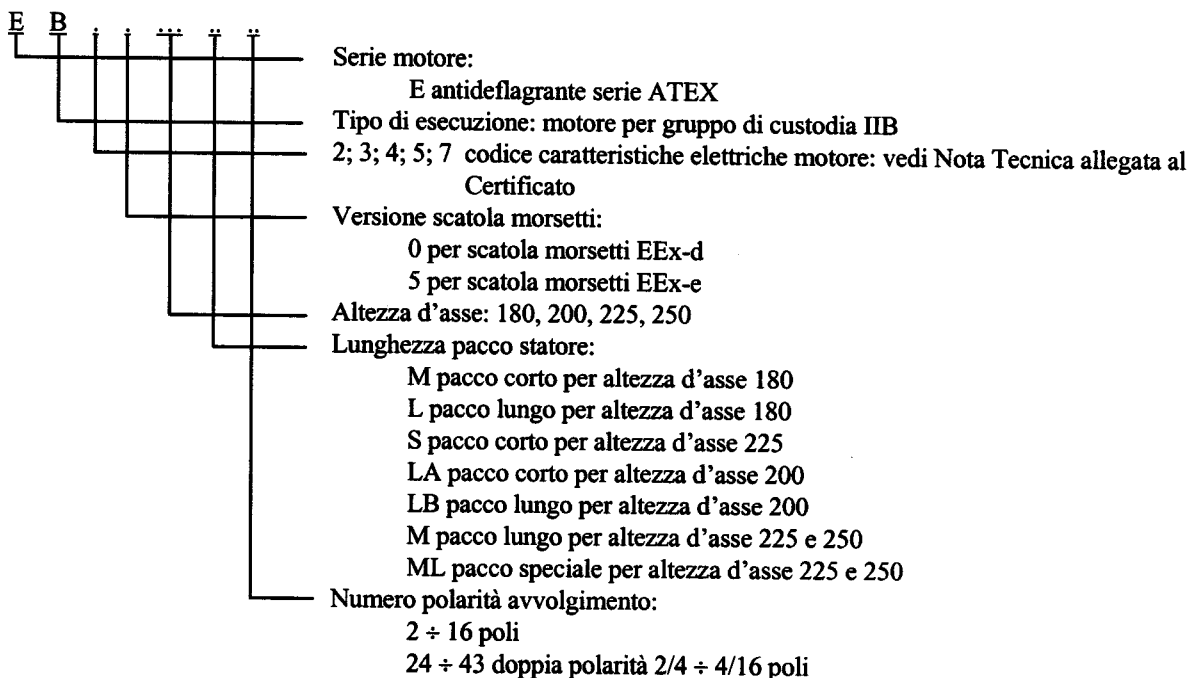 E B . . ... .. ..
Serie motore:
E antideflagrante serie ATEX
Tipo di esecuzione: motore per gruppo di custodia IIB
2; 3; 4; 5; 7 codice caratteristiche elettriche motore: vedi Nota Tecnica allegata al
Certificato
Versione scatola morsetti:
0 per scatola morsetti EEx-d
5 per scatola morsetti EEx-e
Altezza d'asse: 180, 200, 225, 250
Lunghezza pacco statore:
M pacco corto per altezza d'asse 180
L pacco lungo per altezza d'asse 180
S pacco corto per altezza d'asse 225
LA pacco corto per altezza d'asse 200
LB pacco lungo per altezza d'asse 200
M pacco lungo per altezza d'asse 225 e 250
ML pacco speciale per altezza d'asse 225 e 250
Numero polarità avvolgimento:
2 ÷ 16 poli
24 ÷ 43 doppia polarità 2/4 ÷ 4/16 poli